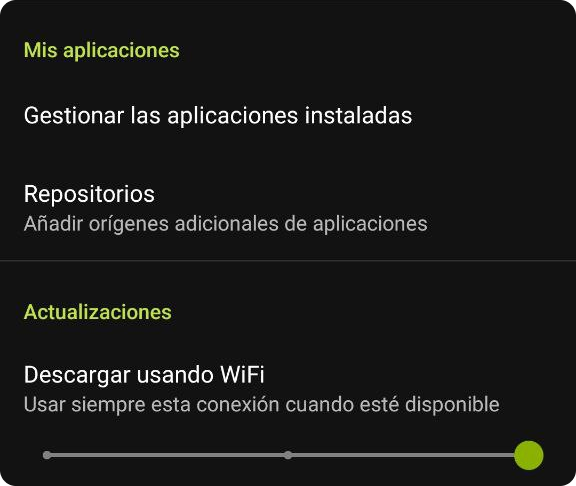 Mis aplicaciones
Gestionar las aplicaciones instaladas
Repositorios
Añadir orígenes adicionales de aplicaciones
Actualizaciones
Descargar usando WiFi
Usar siempre esta conexión cuando esté disponible